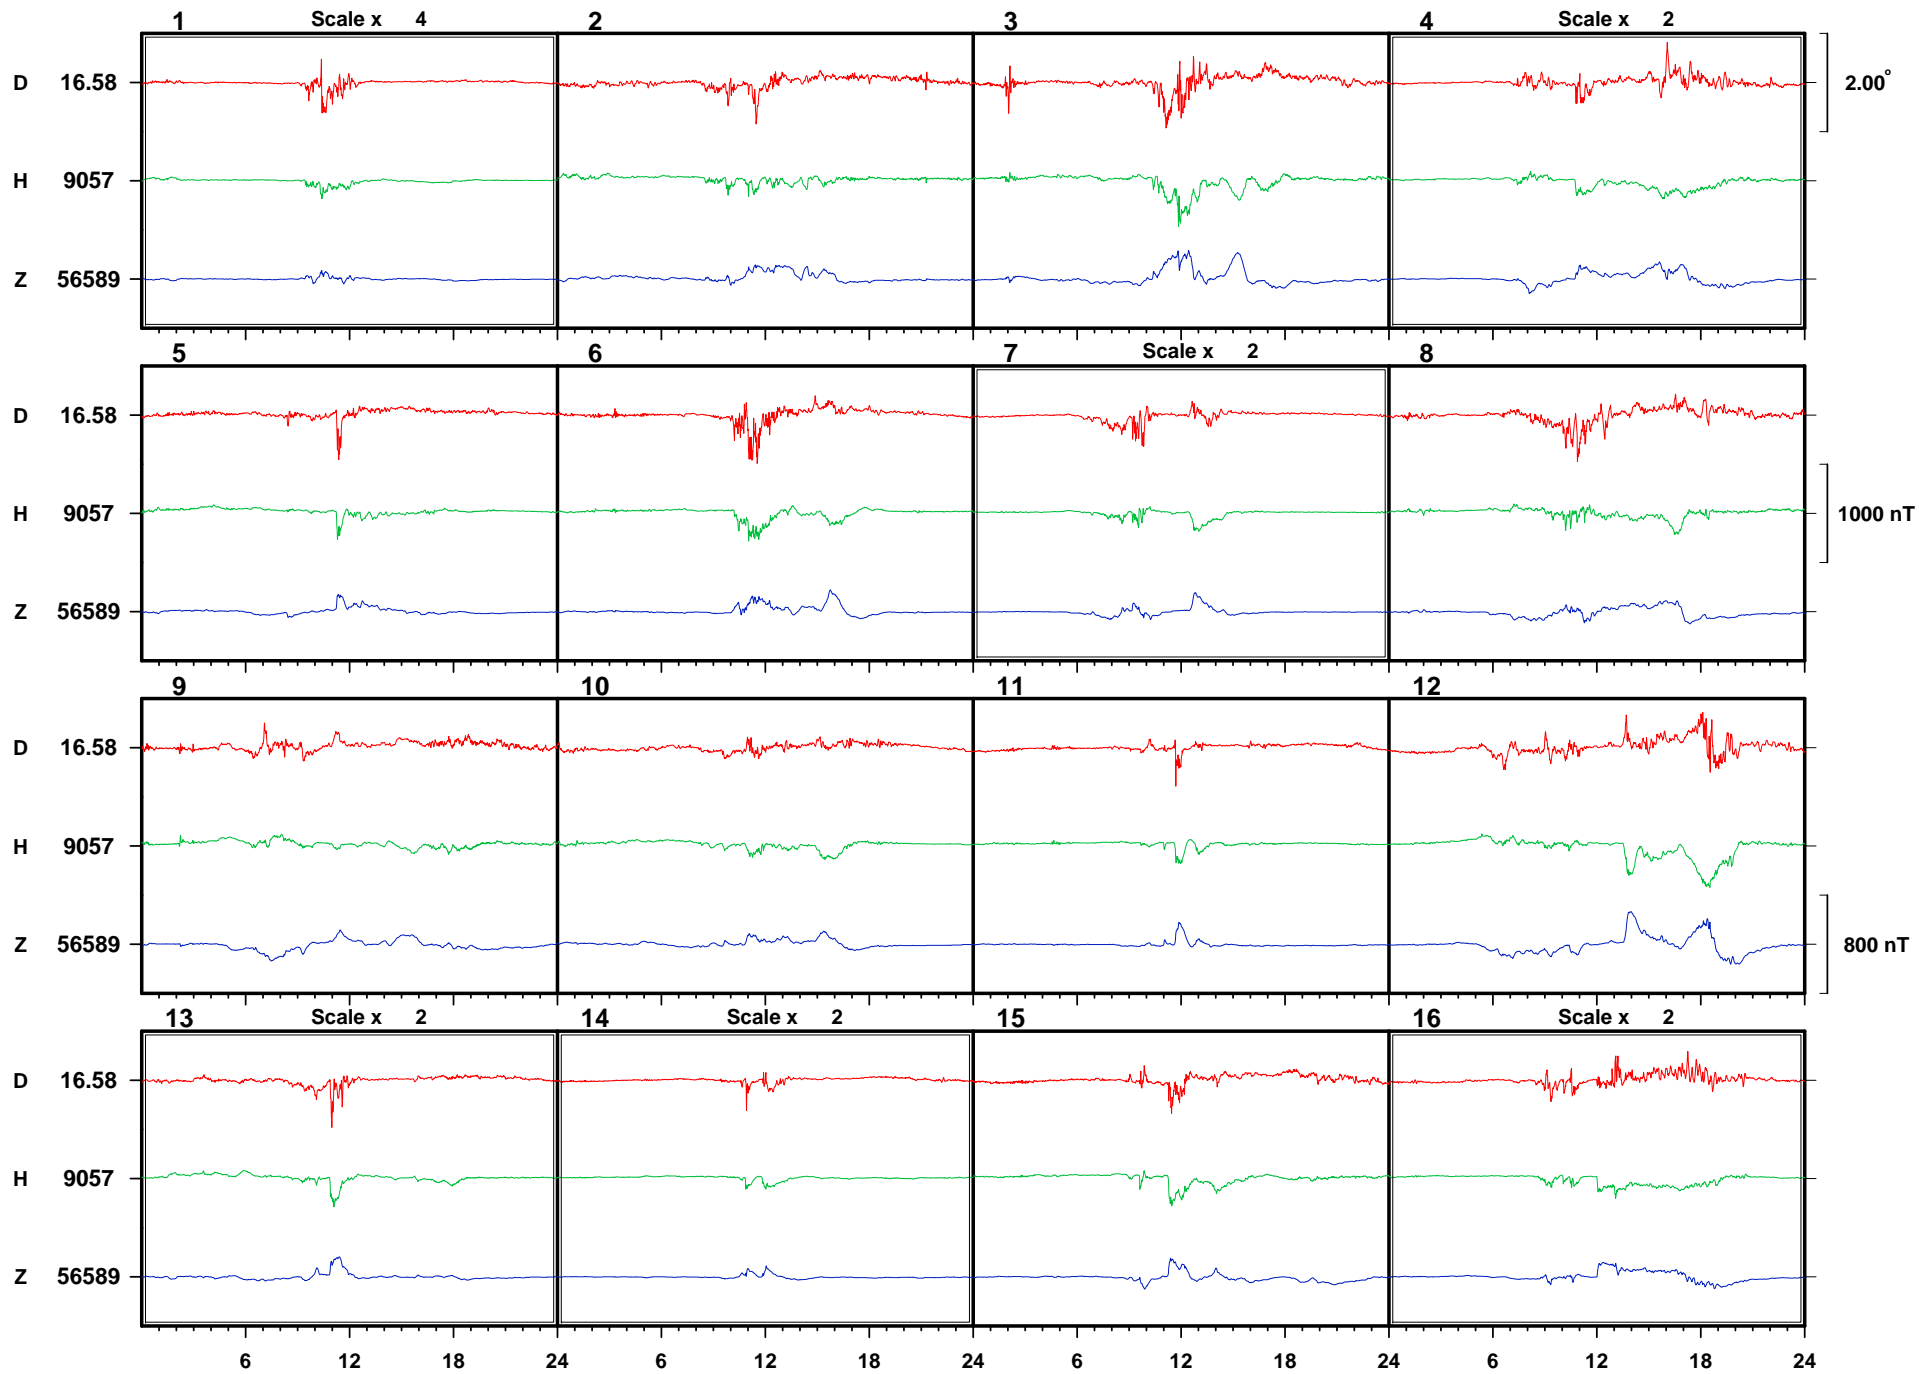 1 Scale x 4 2 3 4 Scale x 2
D 16.58 2.00°
H 9057
Z 56589
5 6 7 Scale x 2 8
D 16.58
H 9057 1000 nT
Z 56589
9 10 11 12
D 16.58
H 9057
Z 56589 800 nT
13 Scale x 2 14 Scale x 2 15 16 Scale x 2
D 16.58
H 9057
Z 56589
6 12 18 24 6 12 18 24 6 12 18 24 6 12 18 24